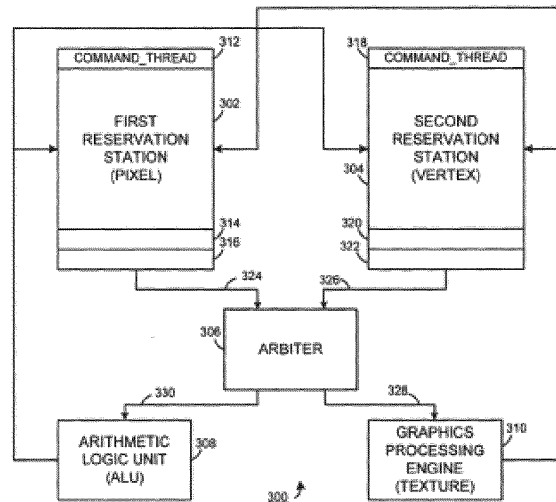 312
COMMAND_THREAD
302
FIRST
RESERVATION
STATION
(PIXEL)
314
316
318
COMMAND_THREAD
SECOND
RESERVATION
STATION
(VERTEX)
304
320
322
324
326
306
ARBITER
330
328
ARITHMETIC
LOGIC UNIT
(ALU)
308
GRAPHICS
PROCESSING
ENGINE
(TEXTURE)
310
300